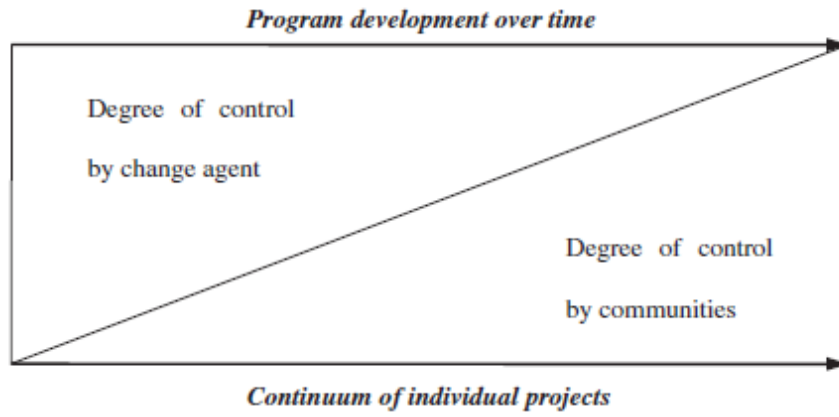 Program development over time
Degree of control
by change agent
Degree of control
by communities
Continuum of individual projects